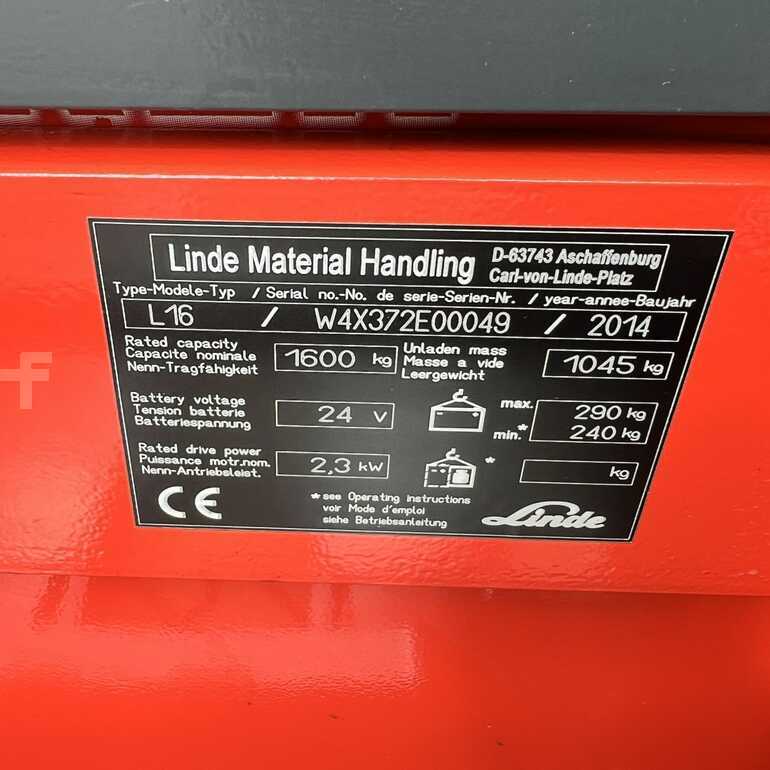 Linde Material Handling
D-63743 Aschaffenburg
Carl-von-Linde-Platz
Type-Modele-Typ / Serial no.-No. de serie-Serien-Nr. / year-annee-Baujahr
L16 / W4X372E00049 / 2014
Rated capacity
Capacite nominale
Nenn-Tragfähigkeit
1600 kg
Unladen mass
Masse a vide
Leergewicht
1045 kg
Battery voltage
Tension batterie
Batteriespannung
24 V
max. 290 kg
min.* 240 kg
Rated drive power
Puissance motr.nom.
Nenn-Antriebsleist.
2,3 kW
* kg
CE
* see Operating instructions
voir Mode d'emploi
siehe Betriebsanleitung
Linde
F